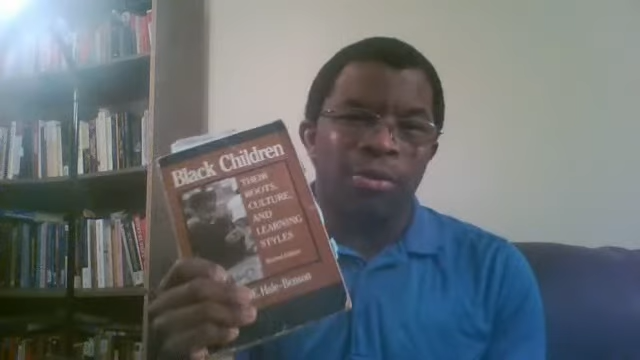 Black Children
THEIR
ROOTS,
CULTURE,
AND
LEARNING
STYLES
Revised Edition
Hale-Benson